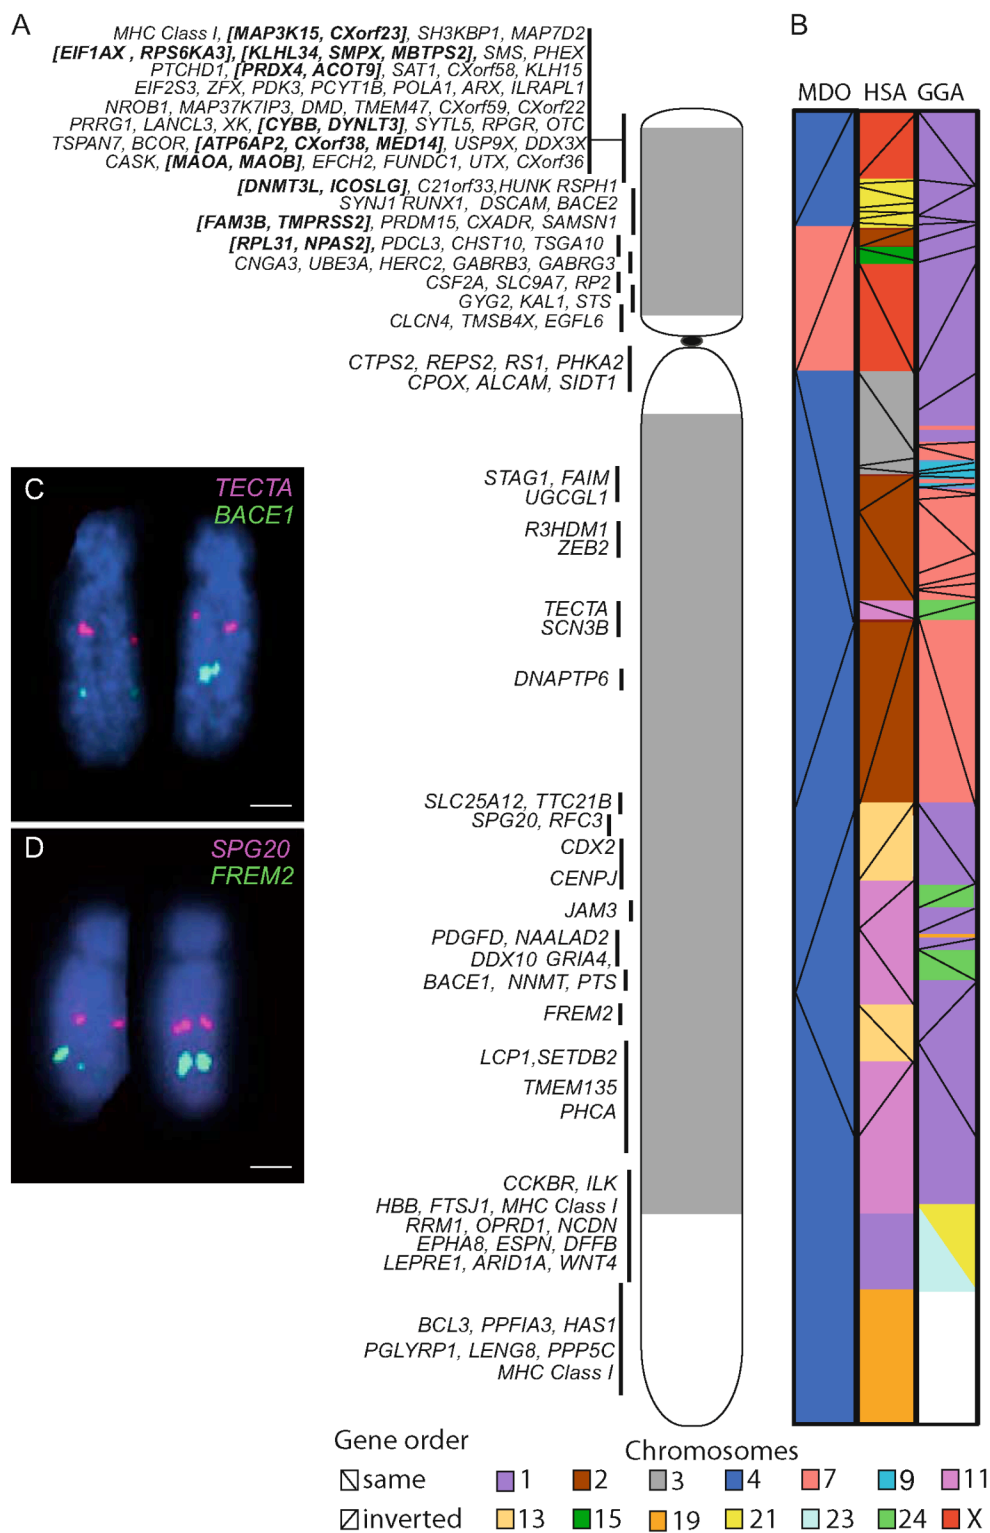 A
B
MHC Class I, [MAP3K15, CXorf23], SH3KBP1, MAP7D2
[EIF1AX , RPS6KA3], [KLHL34, SMPX, MBTPS2], SMS, PHEX
PTCHD1, [PRDX4, ACOT9], SAT1, CXorf58, KLH15
EIF2S3, ZFX, PDK3, PCYT1B, POLA1, ARX, ILRAPL1
NROB1, MAP37K7IP3, DMD, TMEM47, CXorf59, CXorf22
PRRG1, LANCL3, XK, [CYBB, DYNLT3], SYTL5, RPGR, OTC
TSPAN7, BCOR, [ATP6AP2, CXorf38, MED14], USP9X, DDX3X
CASK, [MAOA, MAOB], EFCH2, FUNDC1, UTX, CXorf36
[DNMT3L, ICOSLG], C21orf33,HUNK RSPH1
SYNJ1 RUNX1, DSCAM, BACE2
[FAM3B, TMPRSS2], PRDM15, CXADR, SAMSN1
[RPL31, NPAS2], PDCL3, CHST10, TSGA10
CNGA3, UBE3A, HERC2, GABRB3, GABRG3
CSF2A, SLC9A7, RP2
GYG2, KAL1, STS
CLCN4, TMSB4X, EGFL6
CTPS2, REPS2, RS1, PHKA2
CPOX, ALCAM, SIDT1
STAG1, FAIM
UGCGL1
R3HDM1
ZEB2
TECTA
SCN3B
DNAPTP6
SLC25A12, TTC21B
SPG20, RFC3
CDX2
CENPJ
JAM3
PDGFD, NAALAD2
DDX10 GRIA4,
BACE1, NNMT, PTS
FREM2
LCP1,SETDB2
TMEM135
PHCA
CCKBR, ILK
HBB, FTSJ1, MHC Class I
RRM1, OPRD1, NCDN
EPHA8, ESPN, DFFB
LEPRE1, ARID1A, WNT4
BCL3, PPFIA3, HAS1
PGLYRP1, LENG8, PPP5C
MHC Class I
MDO HSA GGA
C
TECTA
BACE1
D
SPG20
FREM2
Gene order
same
inverted
Chromosomes
1 2 3 4 7 9 11
13 15 19 21 23 24 X